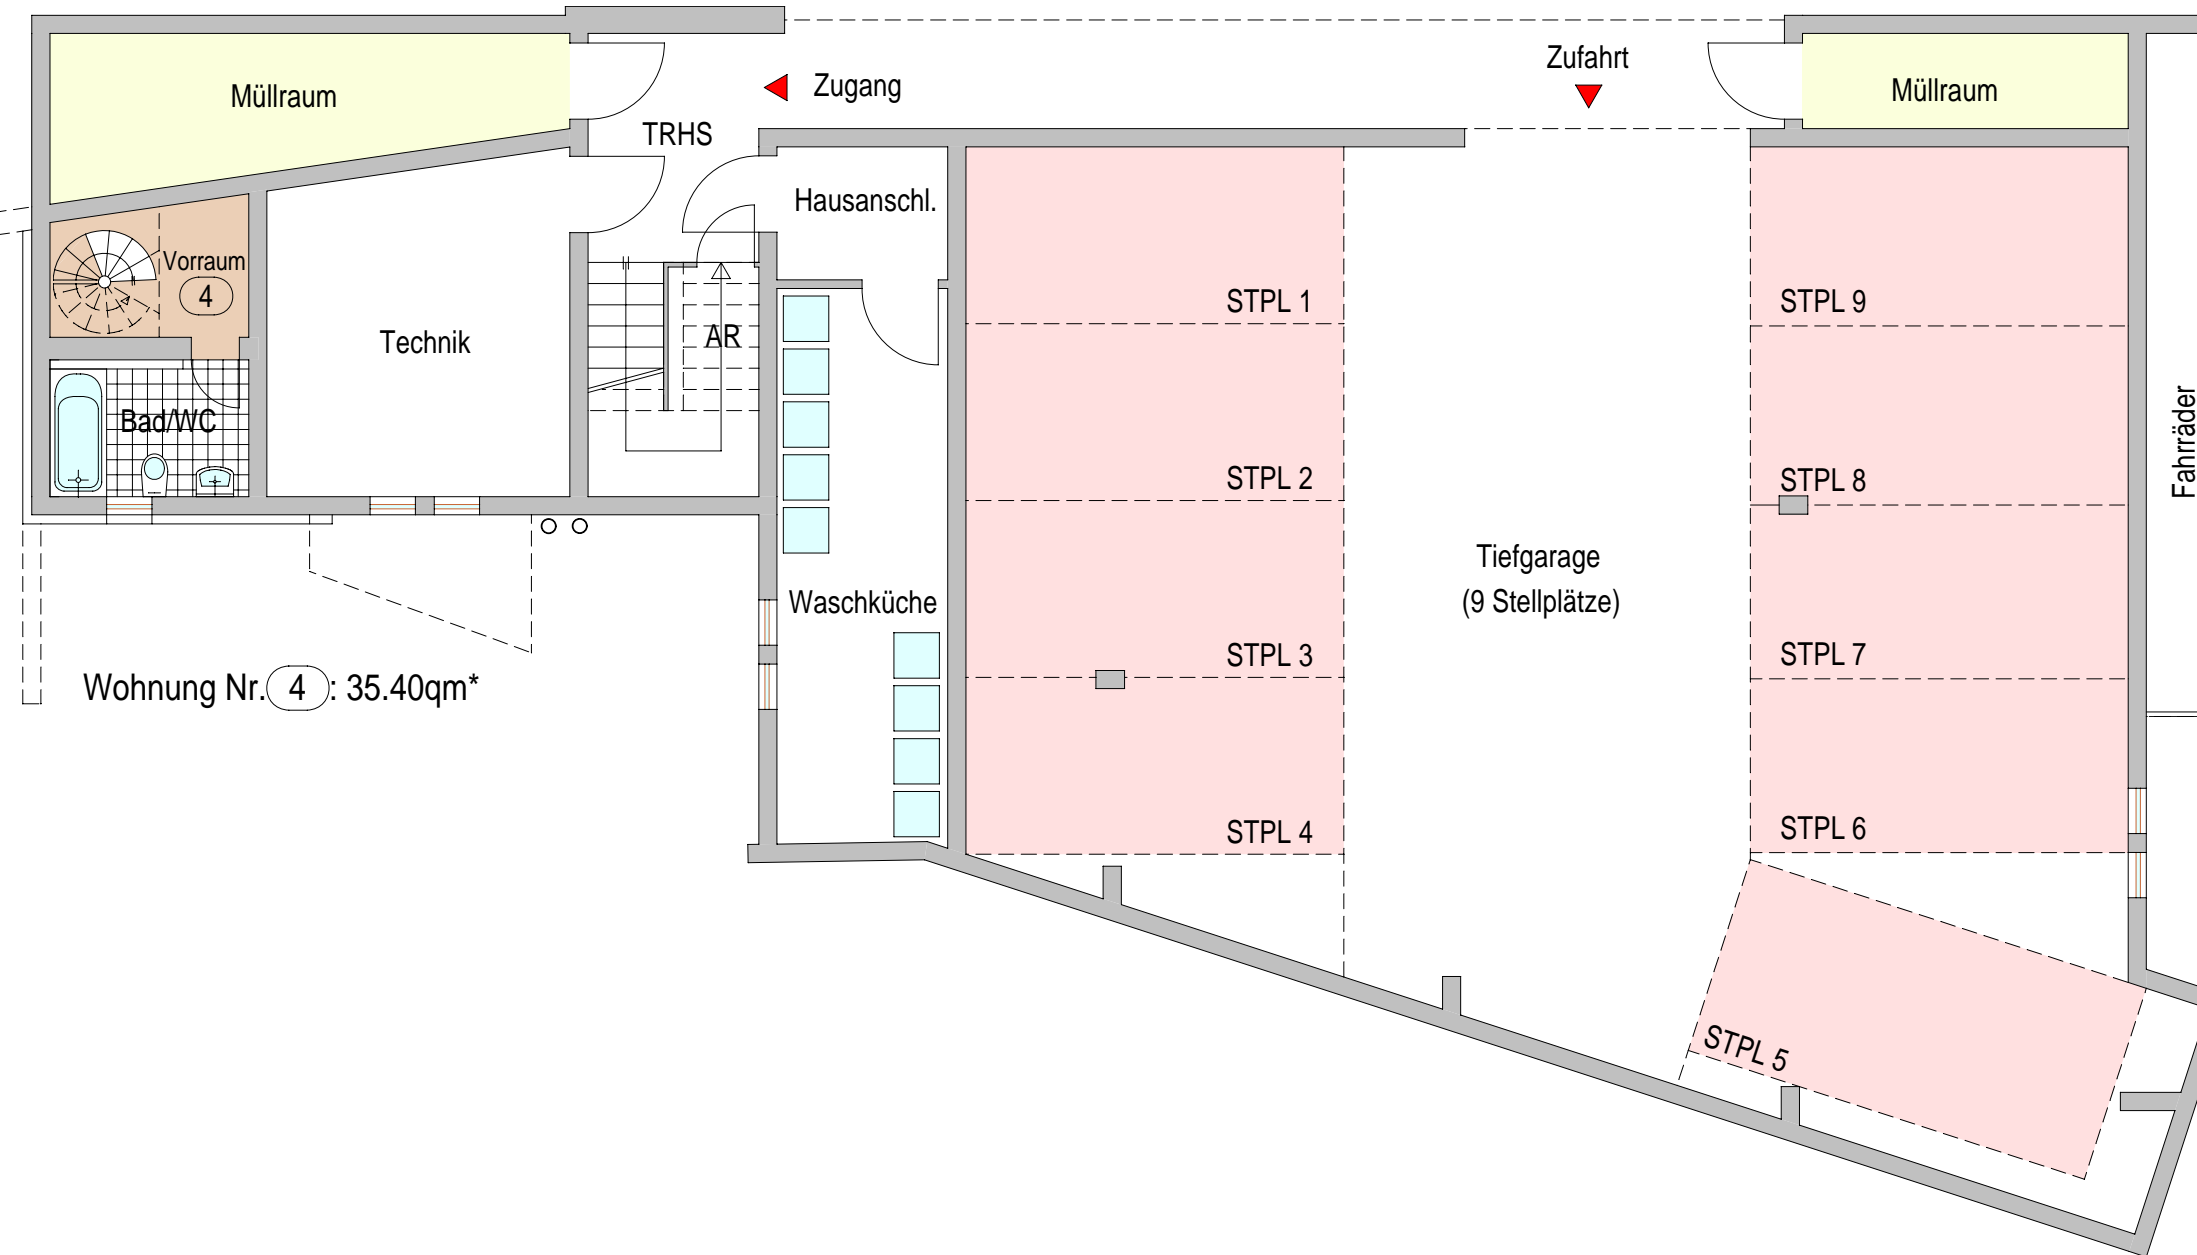 Zufahrt
Zugang
Müllraum
Müllraum
TRHS
Hausanschl.
Vorraum
4
STPL 1
STPL 9
Technik
AR
Bad/WC
Fahrräder
STPL 2
STPL 8
Tiefgarage
(9 Stellplätze)
Waschküche
STPL 3
STPL 7
Wohnung Nr. 4 : 35.40qm*
STPL 4
STPL 6
STPL 5